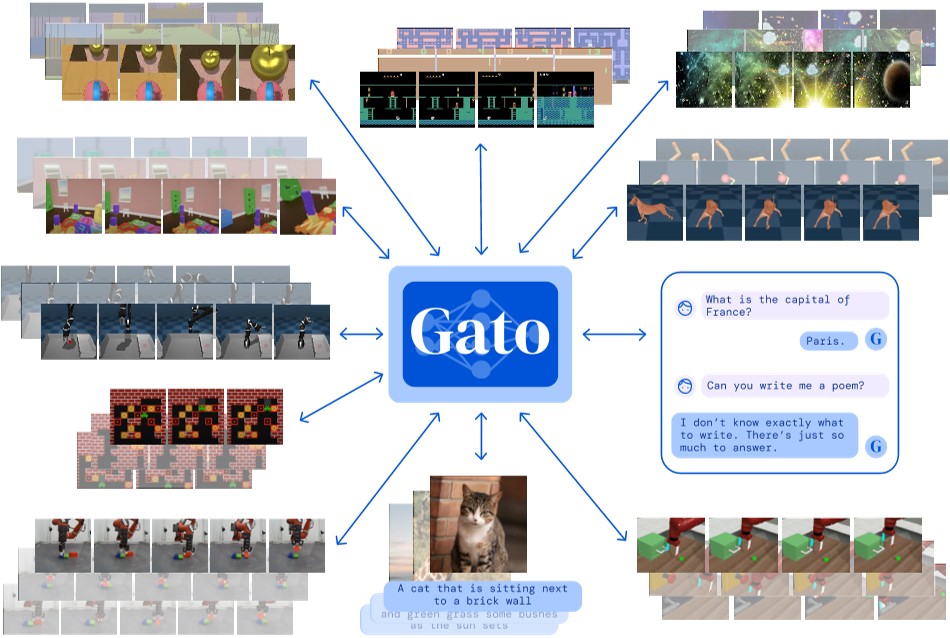 Gato
What is the capital of
France?
Paris.
G
Can you write me a poem?
I don't know exactly what
to write. There's just so
much to answer.
G
A cat that is sitting next
to a brick wall
and green grass some bushes
as the sun sets